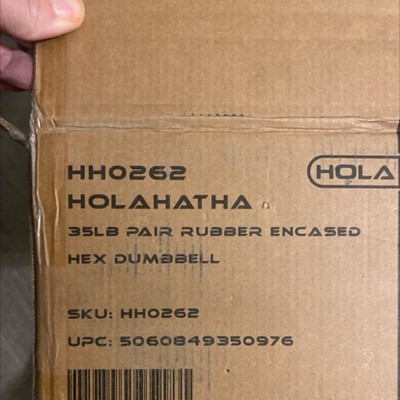 HH0262
HOLA
HOLAHATHA
35LB PAIR RUBBER ENCASED
HEX DUMBBELL
SKU: HH0262
UPC: 5060849350976